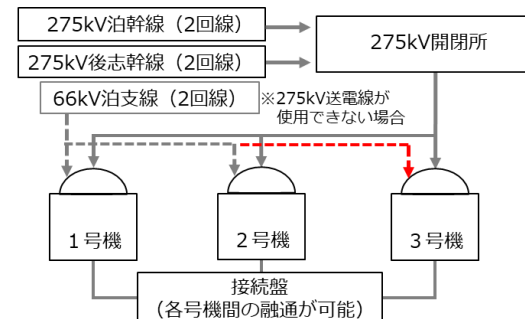 275kV泊幹線（2回線）
275kV開閉所
275kV後志幹線（2回線）
66kV泊支線（2回線）
※275kV送電線が
使用できない場合
１号機
２号機
３号機
接続盤
（各号機間の融通が可能）